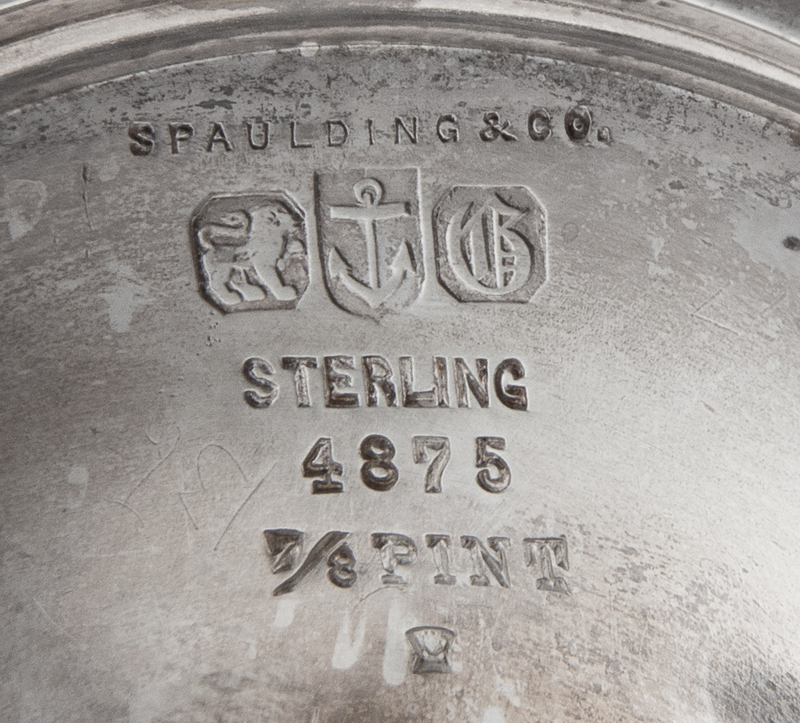 SPAULDING & CO.
G
STERLING
4875
7/8 PINT